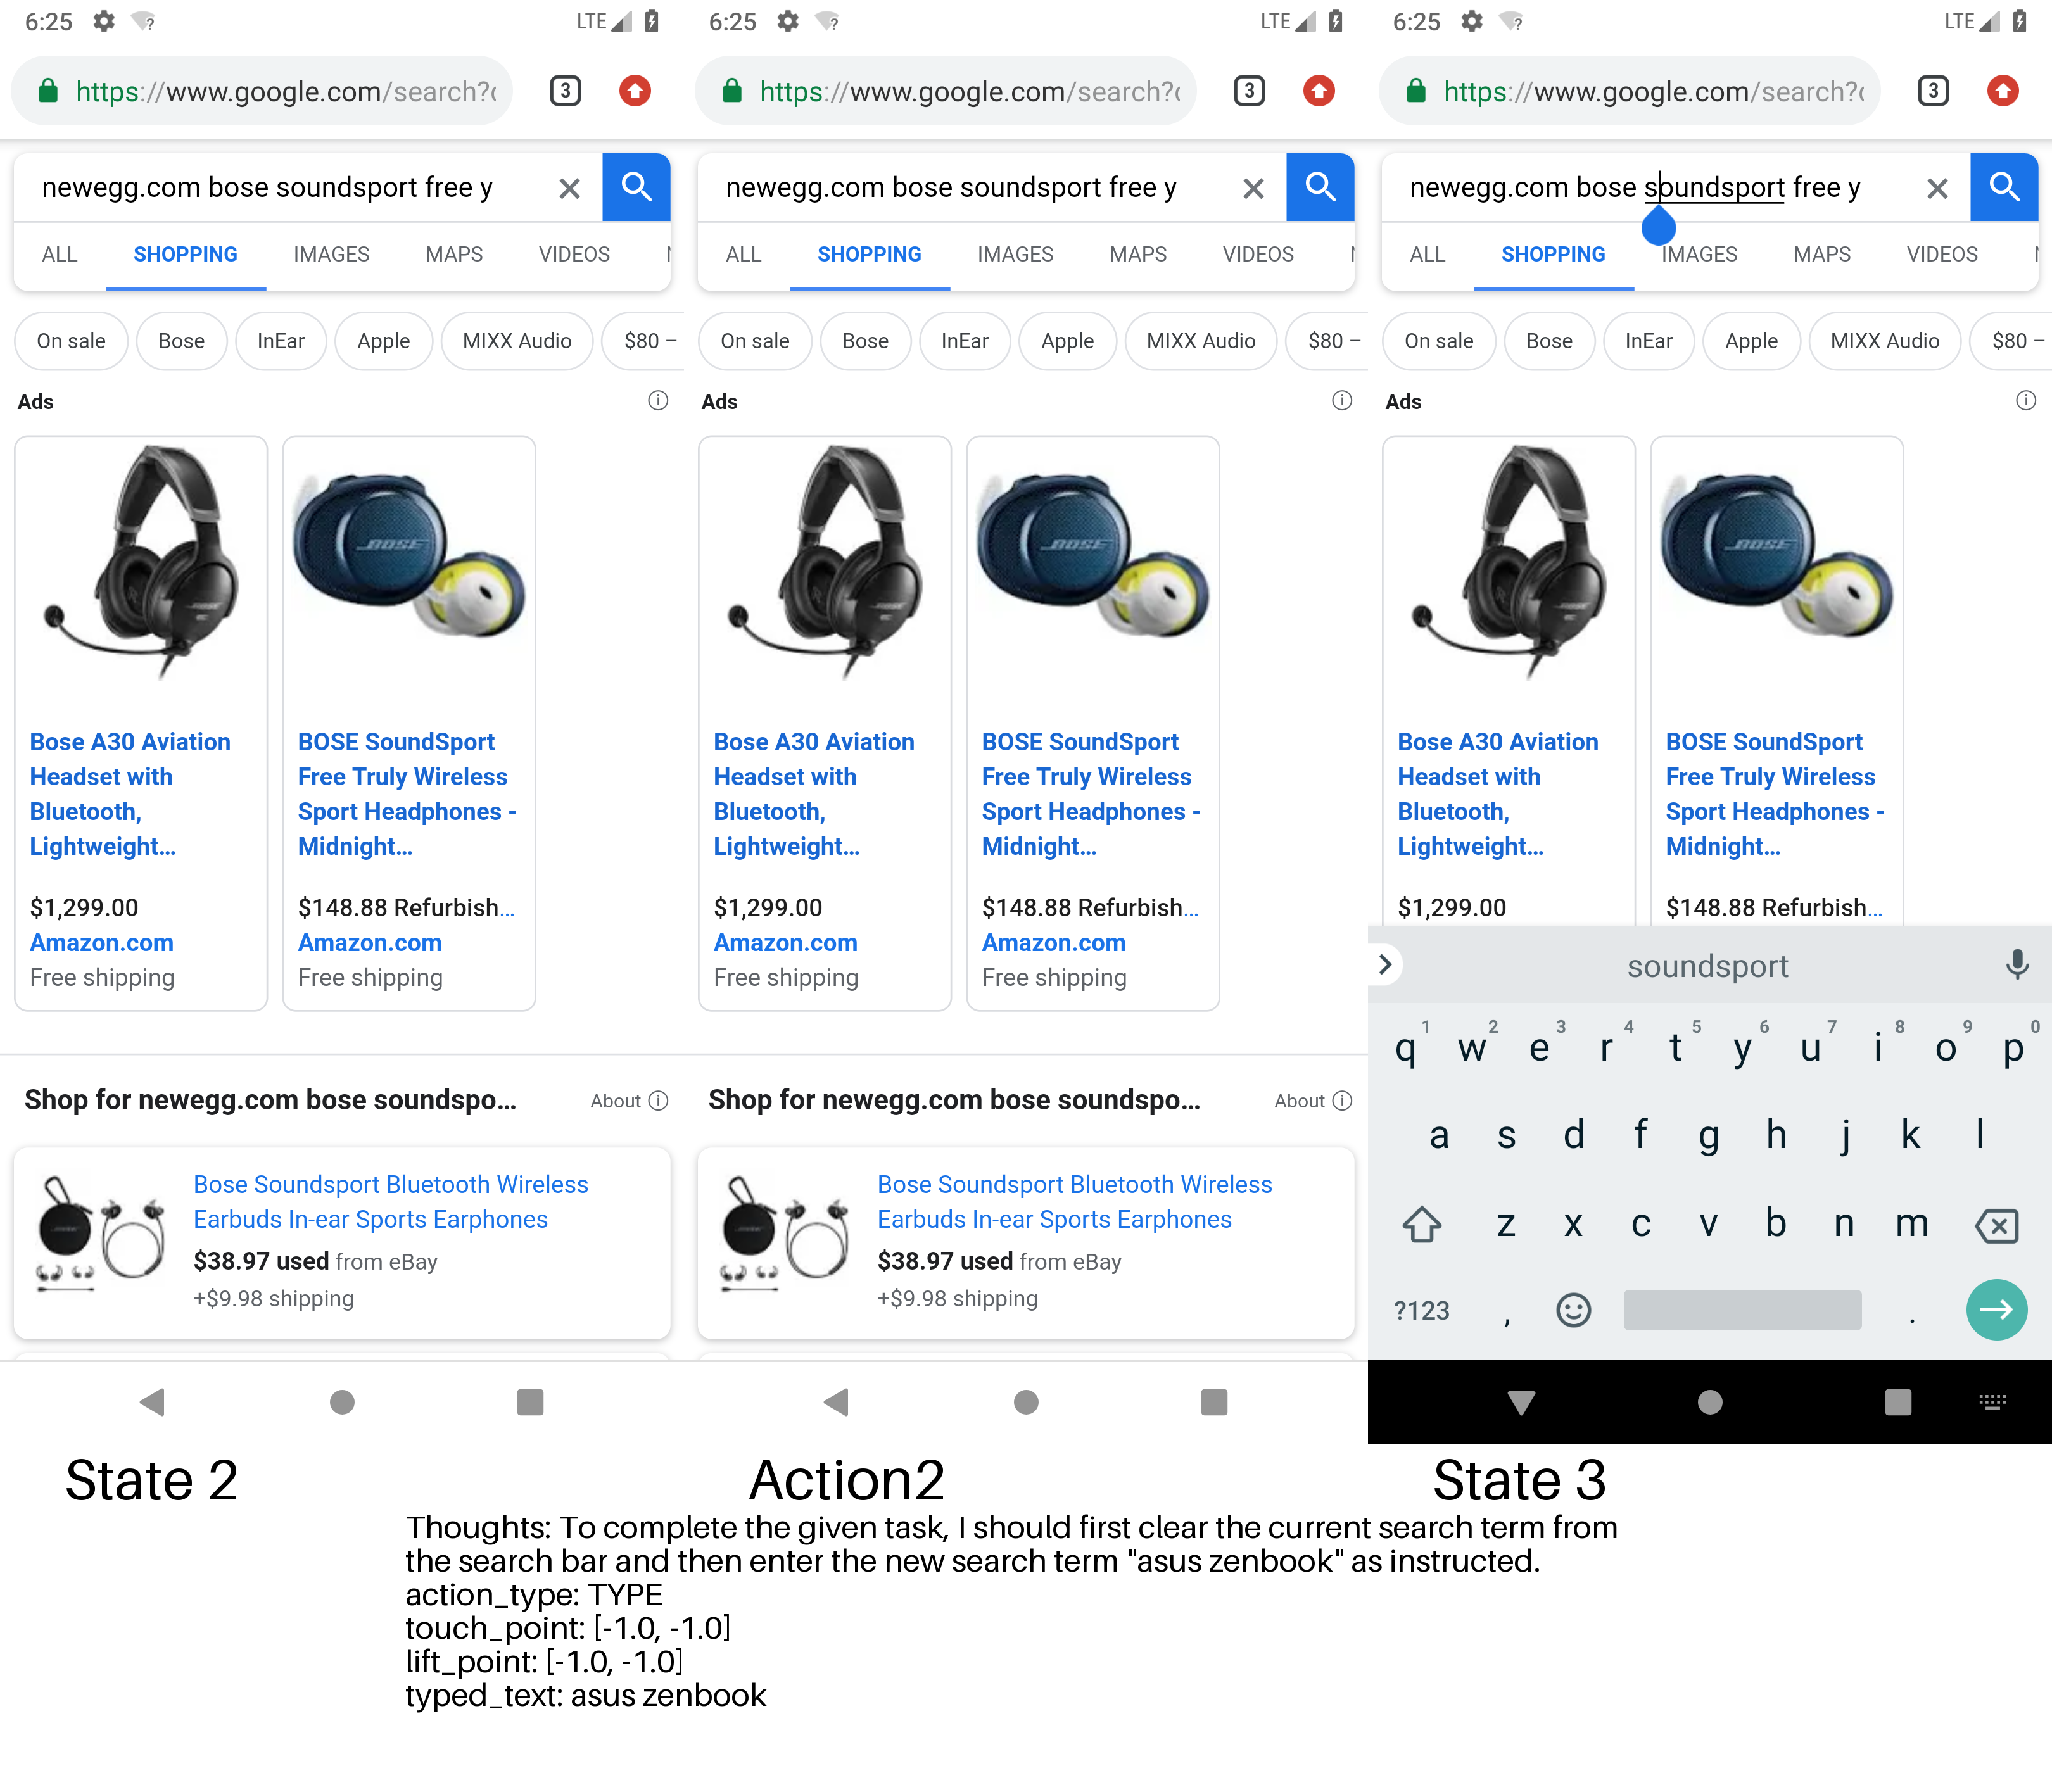 6:25 LTE
https://www.google.com/search?
3
newegg.com bose soundsport free y
ALL SHOPPING IMAGES MAPS VIDEOS
On sale Bose InEar Apple MIXX Audio $80 –
Ads
BOSE
BOSE
Bose A30 Aviation
Headset with
Bluetooth,
Lightweight...
$1,299.00
Amazon.com
Free shipping
BOSE SoundSport
Free Truly Wireless
Sport Headphones -
Midnight...
$148.88 Refurbish...
Amazon.com
Free shipping
Shop for newegg.com bose soundspo...
About
Bose Soundsport Bluetooth Wireless
Earbuds In-ear Sports Earphones
$38.97 used from eBay
+$9.98 shipping
State 2
6:25 LTE
https://www.google.com/search?
3
newegg.com bose soundsport free y
ALL SHOPPING IMAGES MAPS VIDEOS
On sale Bose InEar Apple MIXX Audio $80 –
Ads
BOSE
BOSE
Bose A30 Aviation
Headset with
Bluetooth,
Lightweight...
$1,299.00
Amazon.com
Free shipping
BOSE SoundSport
Free Truly Wireless
Sport Headphones -
Midnight...
$148.88 Refurbish...
Amazon.com
Free shipping
Shop for newegg.com bose soundspo...
About
Bose Soundsport Bluetooth Wireless
Earbuds In-ear Sports Earphones
$38.97 used from eBay
+$9.98 shipping
Action2
6:25 LTE
https://www.google.com/search?
3
newegg.com bose soundsport free y
ALL SHOPPING IMAGES MAPS VIDEOS
On sale Bose InEar Apple MIXX Audio $80 –
Ads
BOSE
BOSE
Bose A30 Aviation
Headset with
Bluetooth,
Lightweight...
$1,299.00
BOSE SoundSport
Free Truly Wireless
Sport Headphones -
Midnight...
$148.88 Refurbish...
soundsport
1 2 3 4 5 6 7 8 9 0
q w e r t y u i o p
a s d f g h j k l
z x c v b n m
?123 , .
State 3
Thoughts: To complete the given task, I should first clear the current search term from
the search bar and then enter the new search term "asus zenbook" as instructed.
action_type: TYPE
touch_point: [-1.0, -1.0]
lift_point: [-1.0, -1.0]
typed_text: asus zenbook